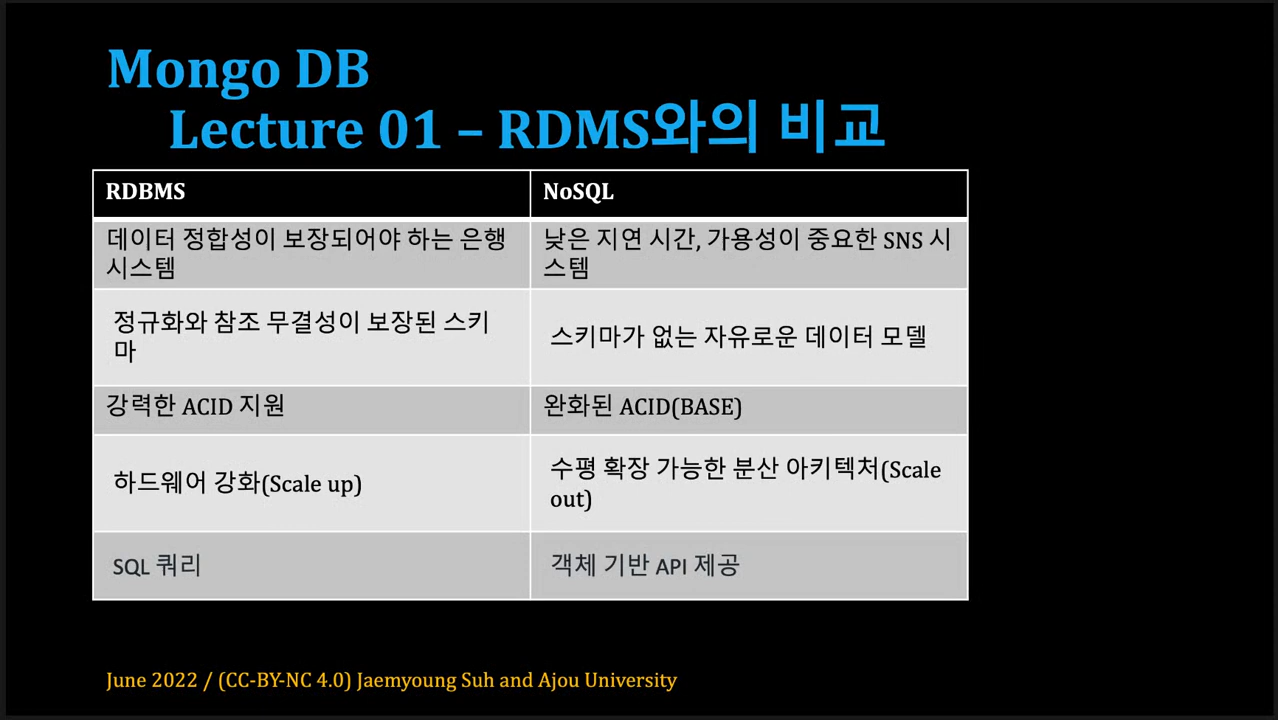 Mongo DB
Lecture 01 – RDMS와의 비교
RDBMS
NoSQL
데이터 정합성이 보장되어야 하는 은행
시스템
낮은 지연 시간, 가용성이 중요한 SNS 시
스템
정규화와 참조 무결성이 보장된 스키
마
스키마가 없는 자유로운 데이터 모델
강력한 ACID 지원
완화된 ACID(BASE)
하드웨어 강화(Scale up)
수평 확장 가능한 분산 아키텍처(Scale
out)
SQL 쿼리
객체 기반 API 제공
June 2022 / (CC-BY-NC 4.0) Jaemyoung Suh and Ajou University